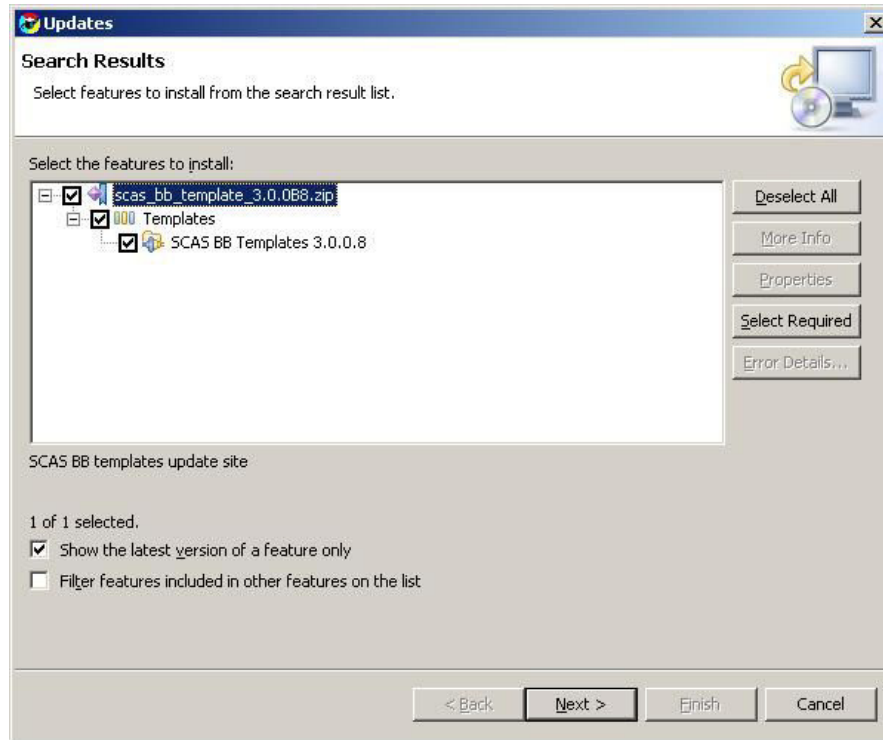 Updates
Search Results
Select features to install from the search result list.
Select the features to install:
scas_bb_template_3.0.0B8.zip
Templates
SCAS BB Templates 3.0.0.8
Deselect All
More Info
Properties
Select Required
Error Details...
SCAS BB templates update site
1 of 1 selected.
Show the latest version of a feature only
Filter features included in other features on the list
< Back
Next >
Finish
Cancel